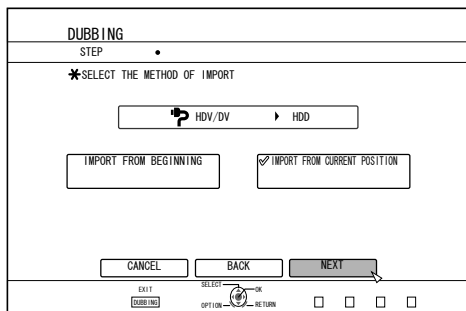 DUBBING
STEP
SELECT THE METHOD OF IMPORT
HDV/DV HDD
IMPORT FROM BEGINNING IMPORT FROM CURRENT POSITION
CANCEL BACK NEXT
EXIT SELECT OK
DUBBING OPTION RETURN